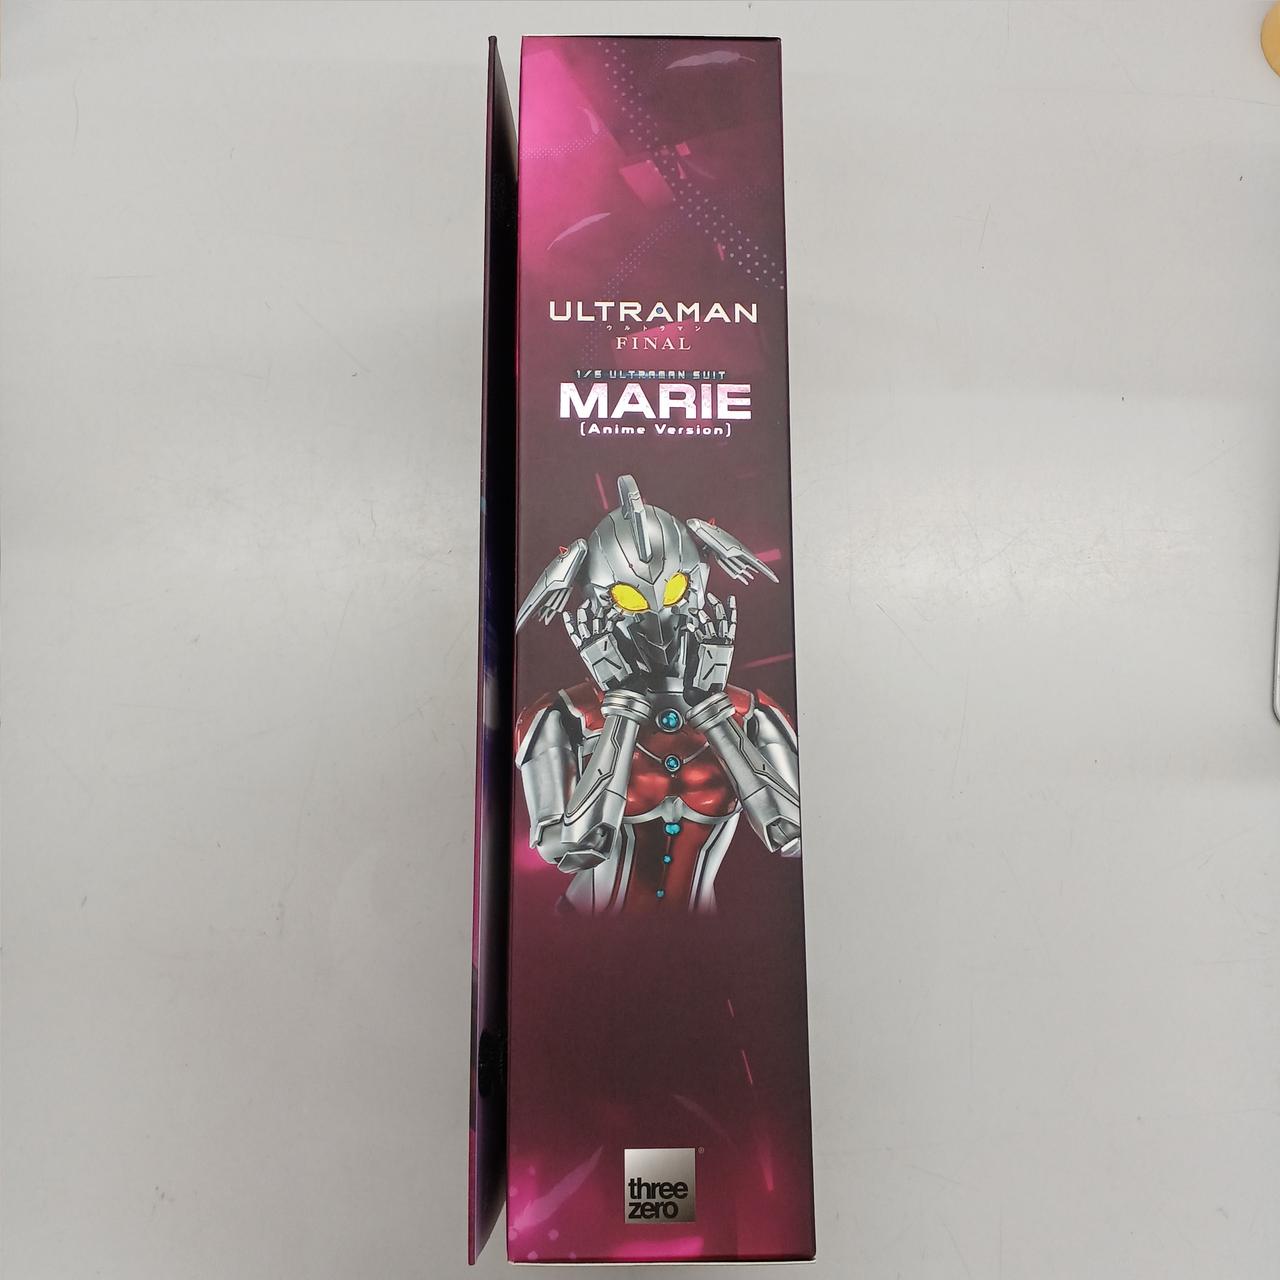 ULTRAMAN
ウルトラマン
FINAL
1/6 ULTRAMAN SUIT
MARIE
(Anime Version)
three
zero
®